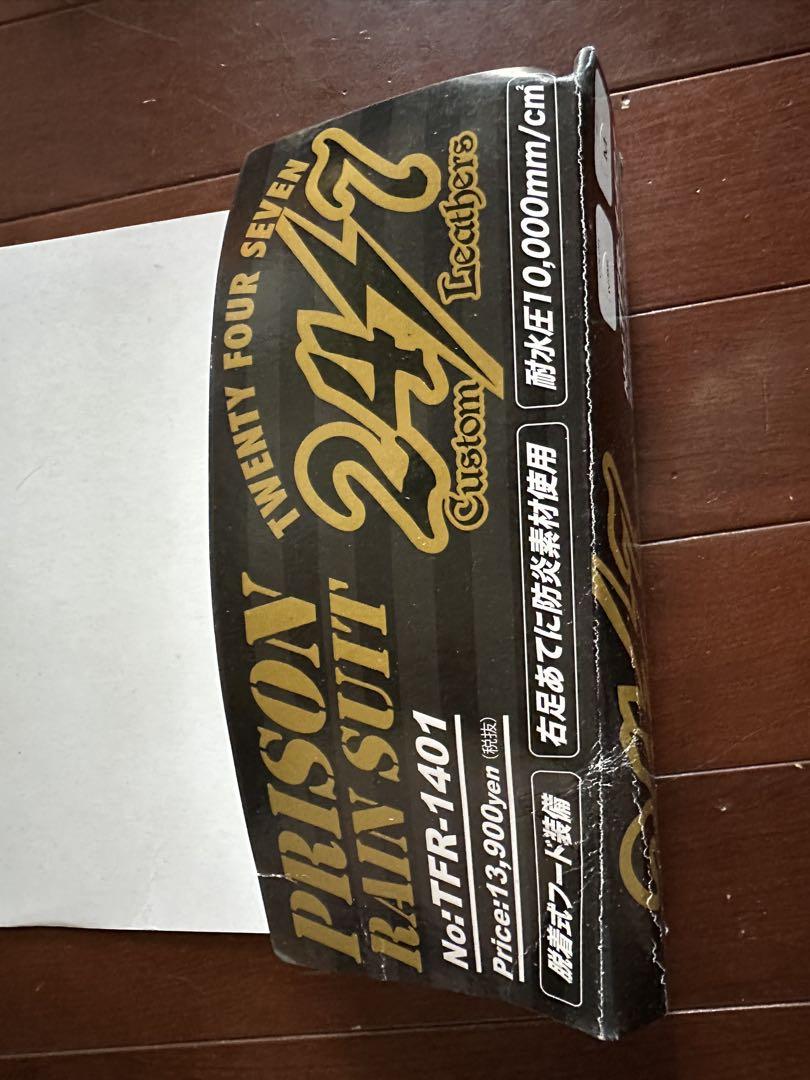 PRISON
RAIN SUIT
No:TFR-1401
Price:13,900yen (税抜)
TWENTY FOUR SEVEN
24/7
Custom Leathers
脱着式フード装備
右足あてに防炎素材使用
耐水圧10,000mm/c㎡